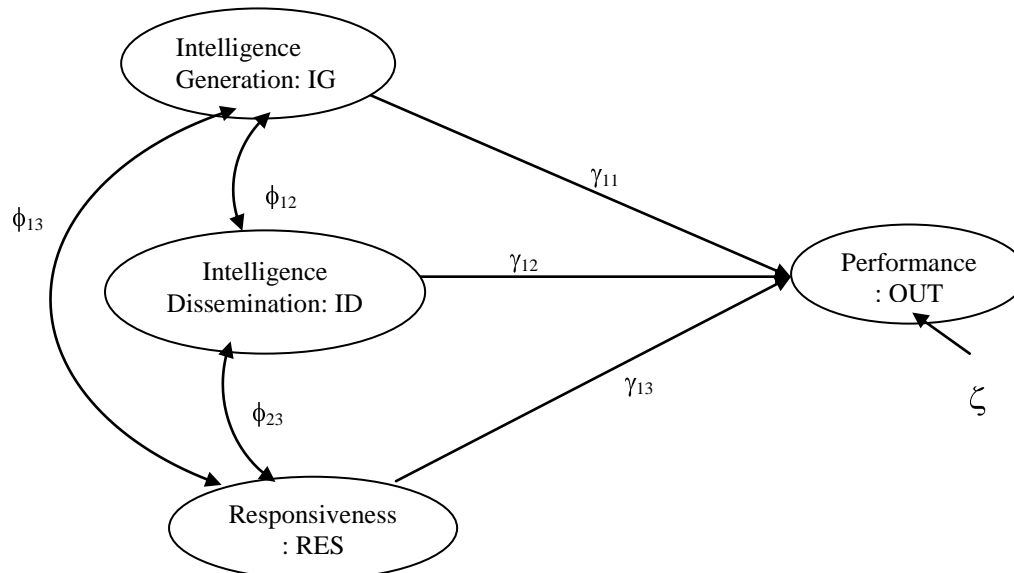 Intelligence
Generation: IG
γ11
ϕ12
ϕ13
Intelligence
Dissemination: ID
γ12
Performance
: OUT
γ13
ζ
ϕ23
Responsiveness
: RES